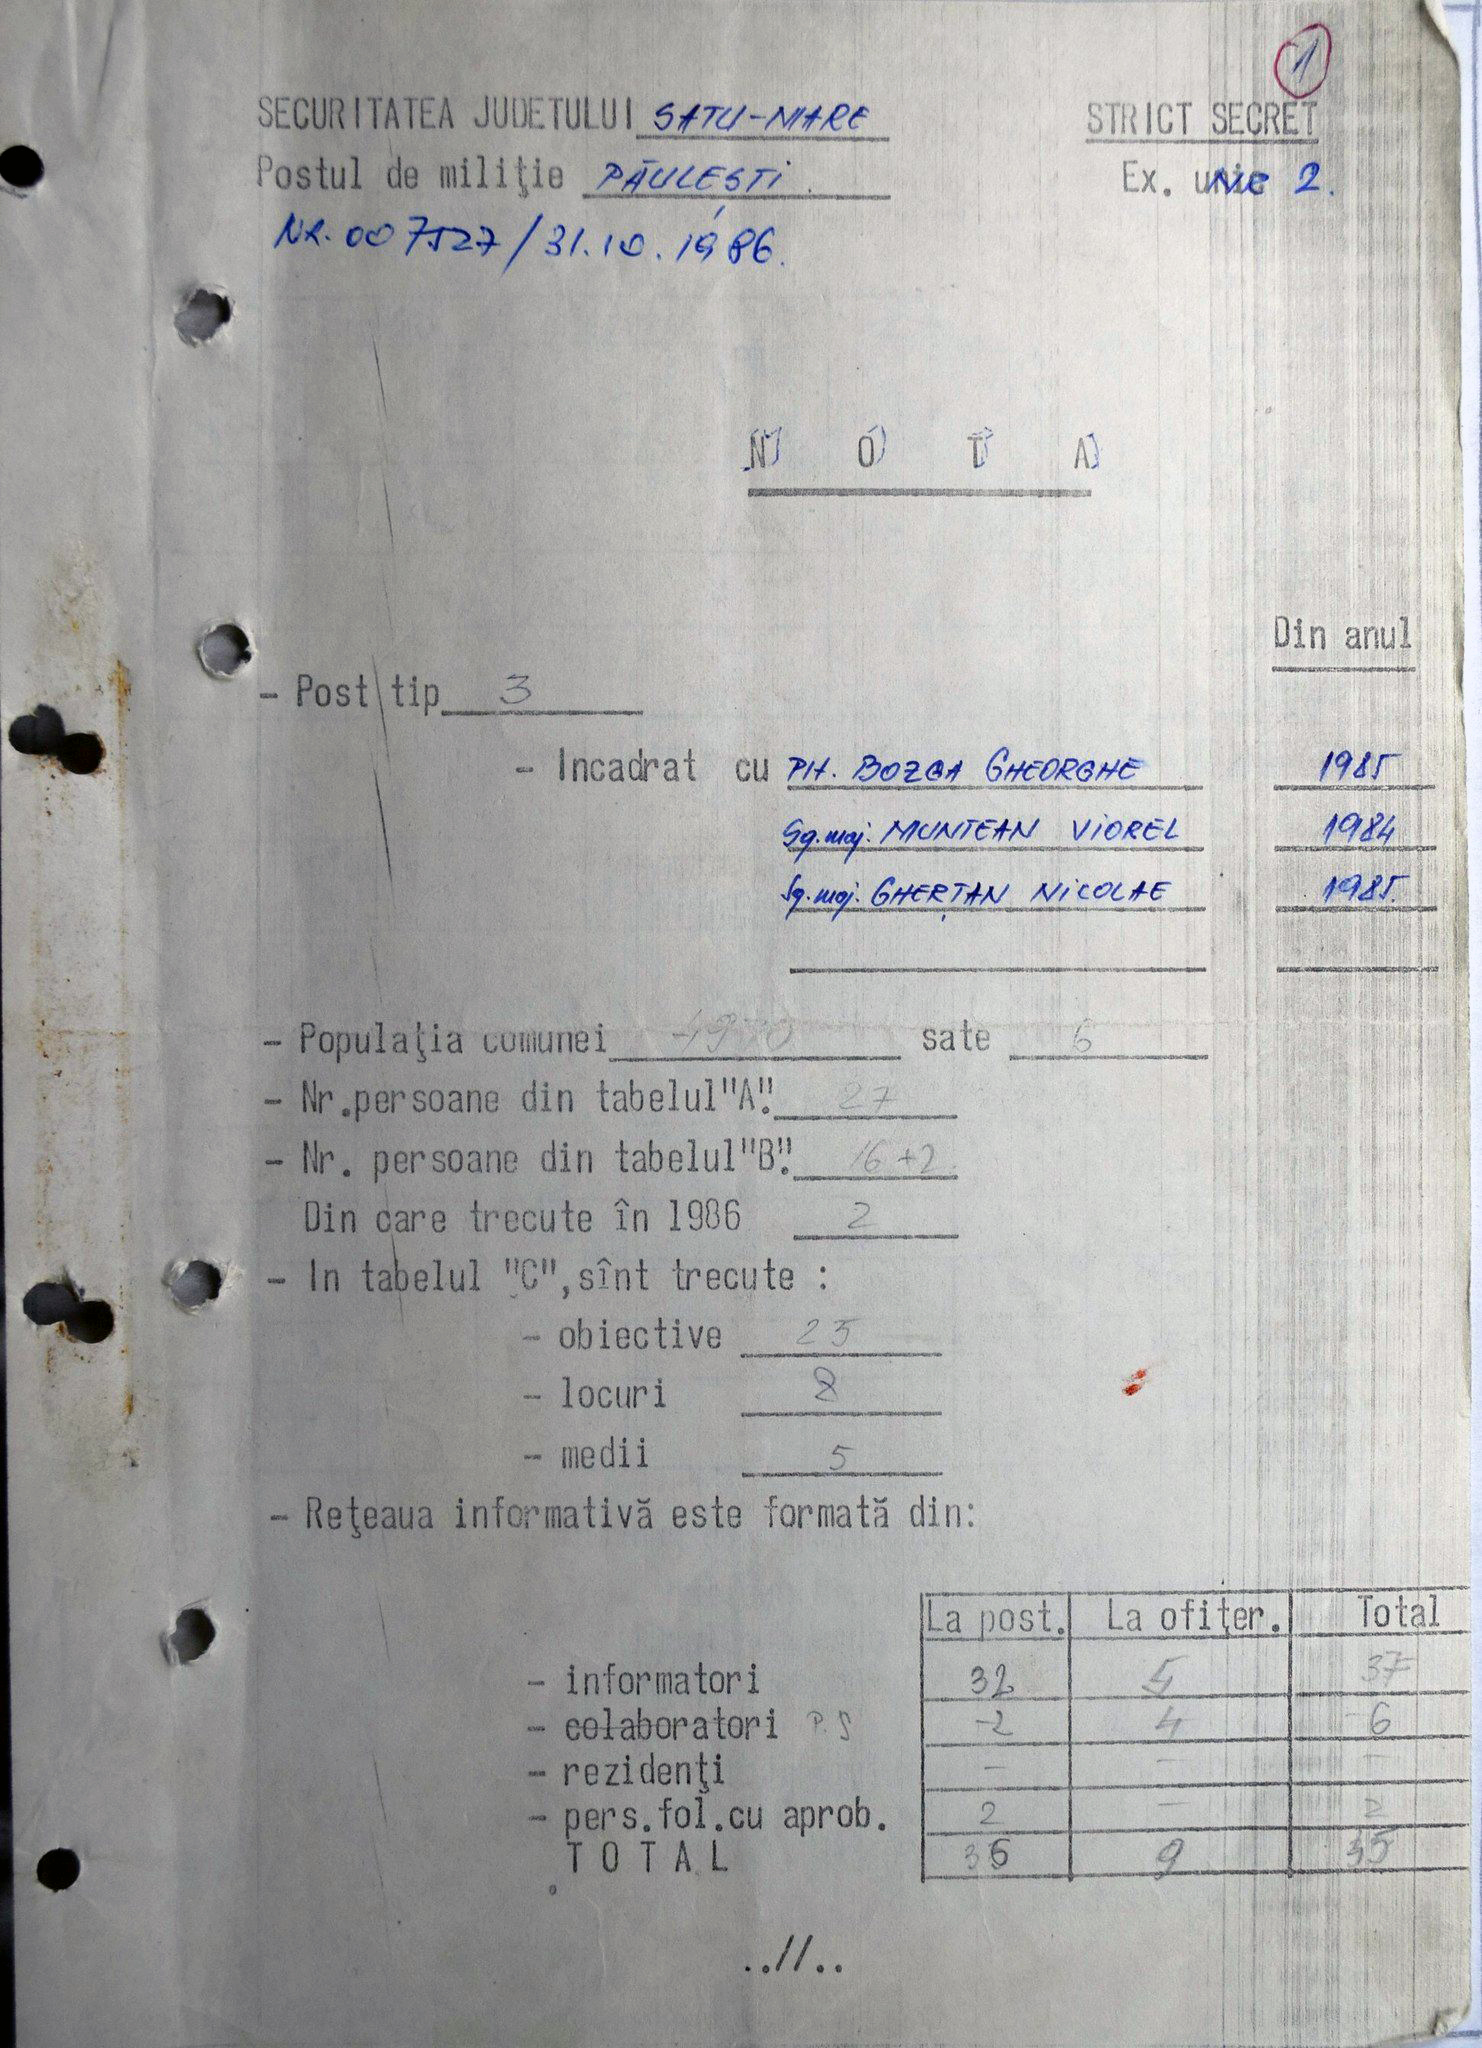 1
SECURITATEA JUDETULUI SATU-MARE STRICT SECRET
Postul de miliţie PĂULEŞTI Ex. unic 2.
NR. 007527/31.10.1986.
N O T A
Din anul
- Post tip 3
- Incadrat cu Plt. BOZGA GHEORGHE 1985
Sg.maj. MUNTEAN VIOREL 1984
Sg.maj. GHERŢAN NICOLAE 1985.
- Populaţia comunei 4970 sate 6
- Nr.persoane din tabelul"A". 27
- Nr. persoane din tabelul"B". 16+2
Din care trecute în 1986 2
- In tabelul "C",sînt trecute :
- obiective 25
- locuri 8
- medii 5
- Reţeaua informativă este formată din:
La post. La ofiţer. Total
- informatori 32 5 37
- colaboratori P.S 2 4 6
- rezidenţi - - -
- pers.fol.cu aprob. 2 - 2
T O T A L 36 9
..//..